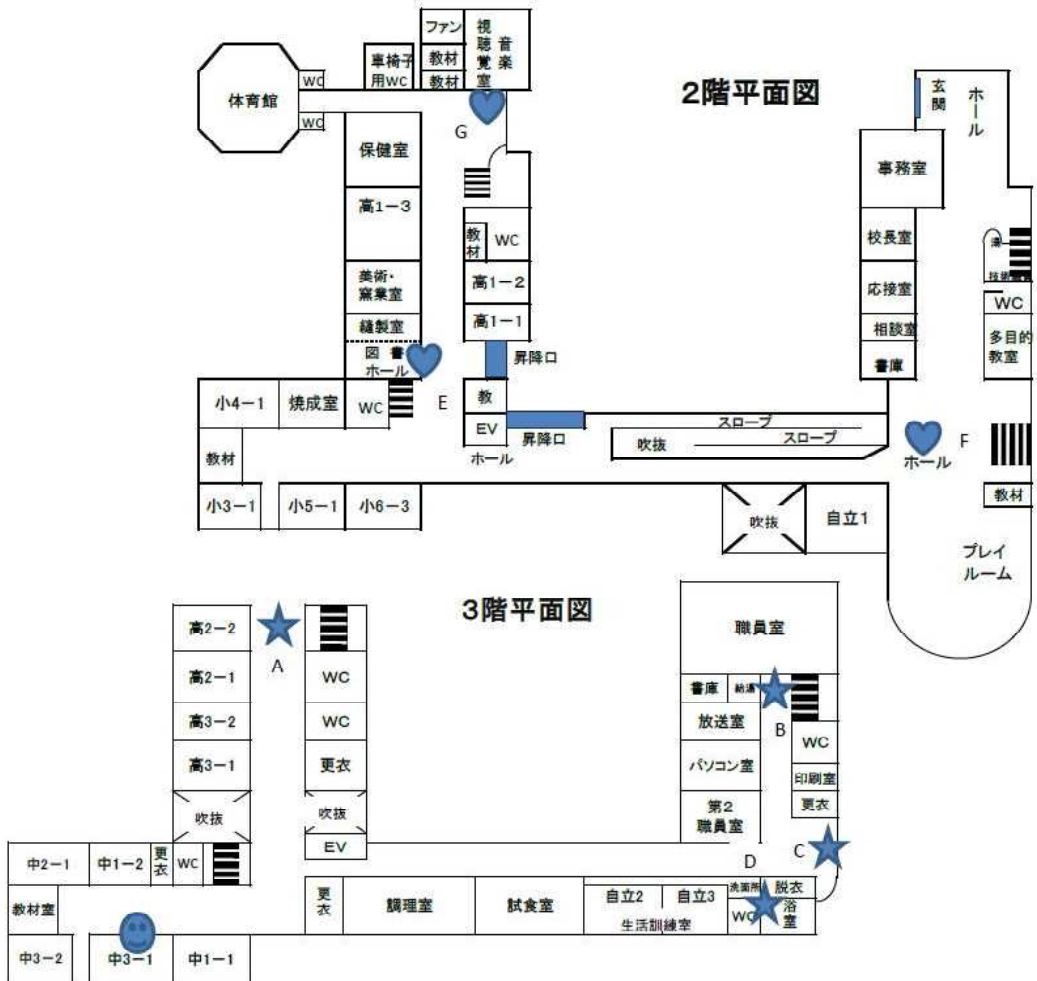 2階平面図
ファン
教材
教材
視聴覚室
音楽
車椅子
用WC
体育館
WC
WC
G
保健室
高1-3
美術・
窯業室
縫製室
図書
ホール
教材
WC
高1-2
高1-1
昇降口
E
教
EV
昇降口
ホール
小4-1
焼成室
WC
教材
小3-1
小5-1
小6-3
スロープ
スロープ
吹抜
吹抜
自立1
玄関
ホール
事務室
校長室
応接室
相談室
書庫
湯
WC
多目的
教室
F
ホール
教材
プレイ
ルーム
3階平面図
高2-2
A
高2-1
WC
高3-2
WC
高3-1
更衣
吹抜
吹抜
EV
中2-1
中1-2
更衣
WC
教材室
中3-2
中3-1
中1-1
更衣
調理室
試食室
自立2
自立3
生活訓練室
職員室
書庫
給湯
B
放送室
WC
パソコン室
印刷室
第2
職員室
更衣
C
D
洗面所
脱衣
WC
浴室